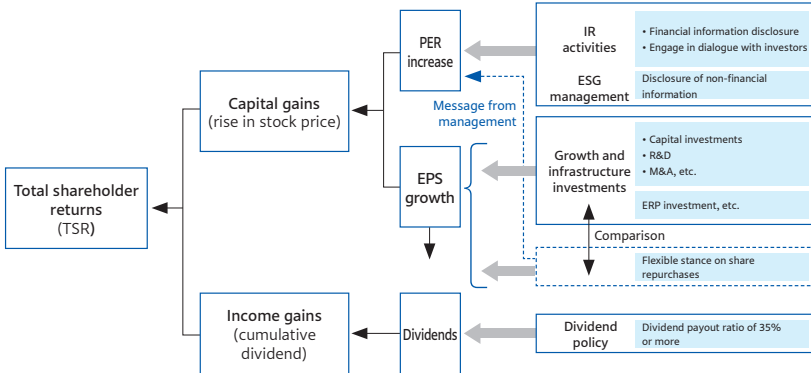 Total shareholder
returns
(TSR)
Capital gains
(rise in stock price)
Income gains
(cumulative
dividend)
PER
increase
Message from
management
EPS
growth
Dividends
IR
activities
• Financial information disclosure
• Engage in dialogue with investors
ESG
management
Disclosure of non-financial
information
Growth and
infrastructure
investments
• Capital investments
• R&D
• M&A, etc.
ERP investment, etc.
Comparison
Flexible stance on share
repurchases
Dividend
policy
Dividend payout ratio of 35%
or more